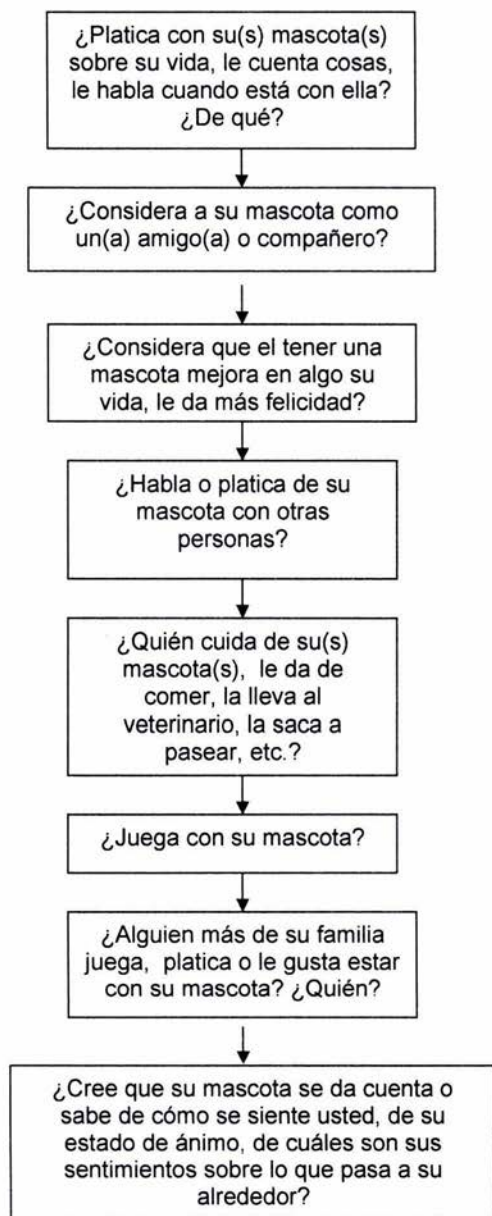 ¿Platica con su(s) mascota(s)
sobre su vida, le cuenta cosas,
le habla cuando está con ella?
¿De qué?
¿Considera a su mascota como
un(a) amigo(a) o compañero?
¿Considera que el tener una
mascota mejora en algo su
vida, le da más felicidad?
¿Habla o platica de su
mascota con otras
personas?
¿Quién cuida de su(s)
mascota(s), le da de
comer, la lleva al
veterinario, la saca a
pasear, etc.?
¿Juega con su mascota?
¿Alguien más de su familia
juega, platica o le gusta estar
con su mascota? ¿Quién?
¿Cree que su mascota se da cuenta o
sabe de cómo se siente usted, de su
estado de ánimo, de cuáles son sus
sentimientos sobre lo que pasa a su
alrededor?